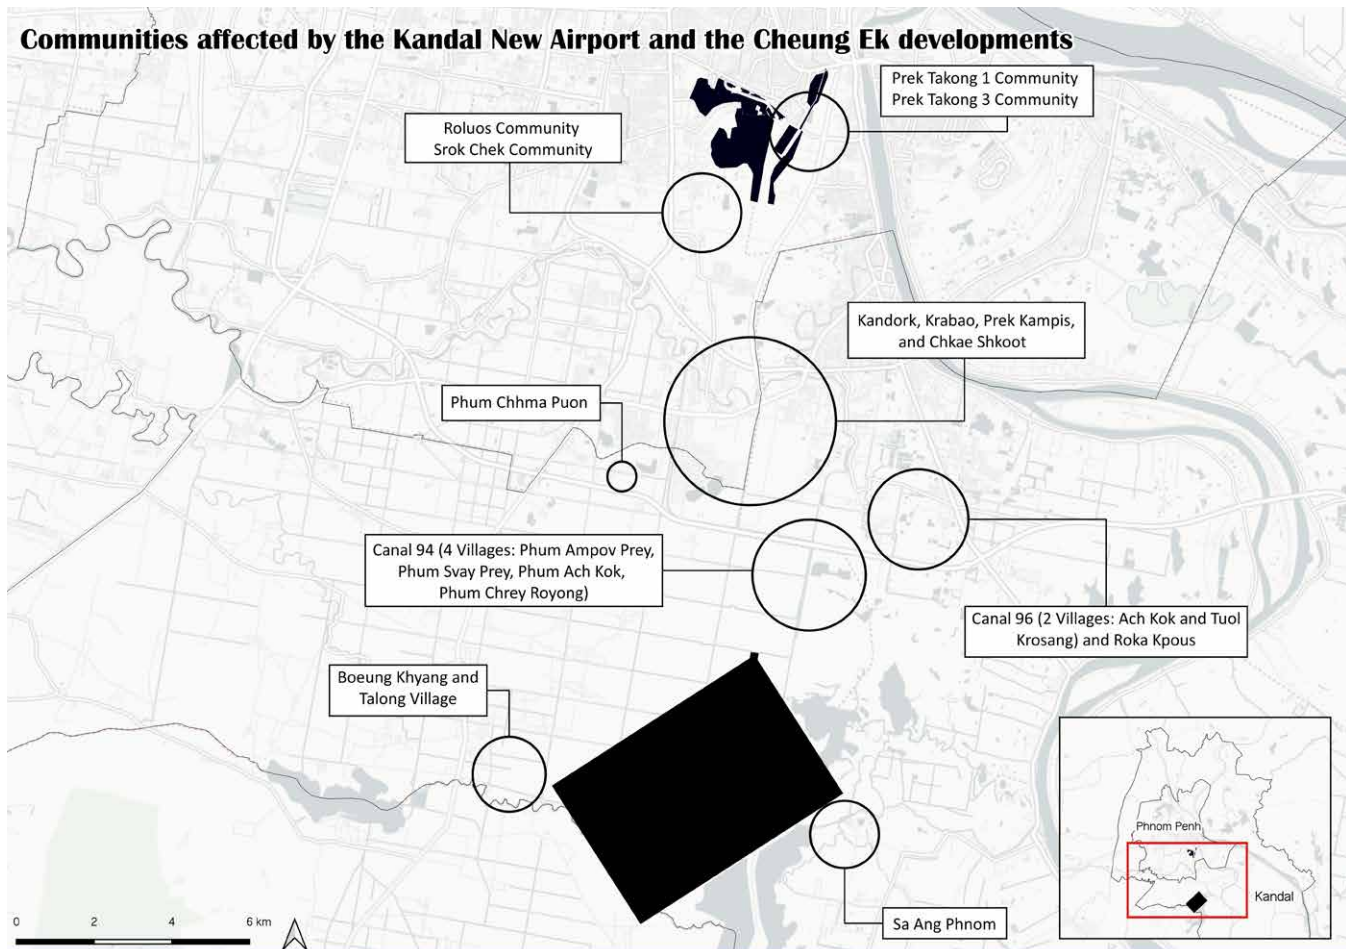 Communities affected by the Kandal New Airport and the Cheung Ek developments
Prek Takong 1 Community
Prek Takong 3 Community
Roluos Community
Srok Chek Community
Kandork, Krabao, Prek Kampis,
and Chkae Shkoot
Phum Chhma Puon
Canal 94 (4 Villages: Phum Ampov Prey,
Phum Svay Prey, Phum Ach Kok,
Phum Chrey Royong)
Canal 96 (2 Villages: Ach Kok and Tuol
Krosang) and Roka Kpous
Boeung Khyang and
Talong Village
Sa Ang Phnom
Phnom Penh
Kandal
0 2 4 6 km